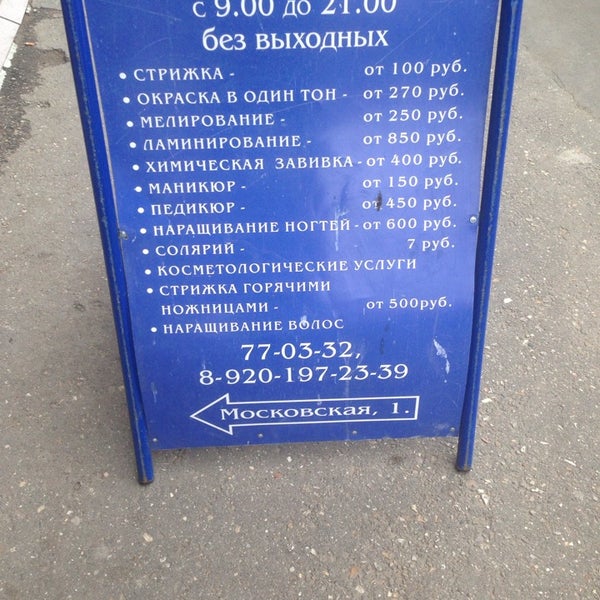 с 9.00 до 21.00
без выходных
• Стрижка - от 100 руб.
• Окраска в один тон - от 270 руб.
• Мелирование - от 250 руб.
• Ламинирование - от 850 руб.
• Химическая завивка - от 400 руб.
• Маникюр - от 150 руб.
• Педикюр - от 450 руб.
• Наращивание ногтей - от 600 руб.
• Солярий - 7 руб.
• Косметологические услуги
• Стрижка горячими
ножницами - от 500руб.
• Наращивание волос
77-03-32,
8-920-197-23-39
Московская, 1.